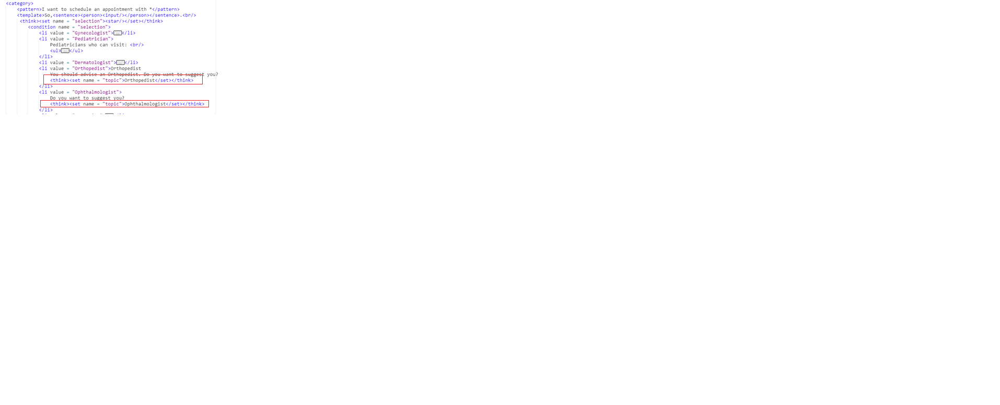 <category>
<pattern>I want to schedule an appointment with *</pattern>
<template>So,<sentence><person><input/></person></sentence>.<br/>
<think><set name = "selection"><star/></set></think>
<condition name = "selection">
<li value = "Gynecologist">...</li>
<li value = "Pediatrician">
Pediatricians who can visit: <br/>
<ul>...</ul>
</li>
<li value = "Dermatologist">...</li>
<li value = "Orthopedist">Orthopedist
You should advise an Orthopedist. Do you want to suggest you?
<think><set name = "topic">Orthopedist</set></think>
</li>
<li value = "Ophthalmologist">
Do you want to suggest you?
<think><set name = "topic">Ophthalmologist</set></think>
</li>